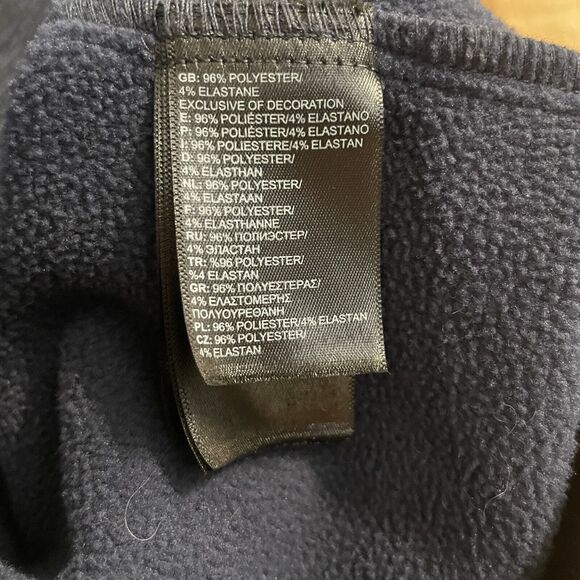 GB: 96% POLYESTER/
4% ELASTANE
EXCLUSIVE OF DECORATION
E: 96% POLIÉSTER/4% ELASTANO
P: 96% POLIÉSTER/4% ELASTANO
I: 96% POLIESTERE/4% ELASTAN
D: 96% POLYESTER/
4% ELASTHAN
NL: 96% POLYESTER/
4% ELASTAAN
F: 96% POLYESTER/
4% ELASTHANNE
RU: 96% ПОЛИЭСТЕР/
4% ЭЛАСТАН
TR: %96 POLYESTER/
%4 ELASTAN
GR: 96% ΠΟΛΥΕΣΤΕΡΑΣ/
4% ΕΛΑΣΤΟΜΕΡΗΣ
ΠΟΛΥΟΥΡΕΘΑΝΗ
PL: 96% POLIESTER/4% ELASTAN
CZ: 96% POLYESTER/
4% ELASTAN